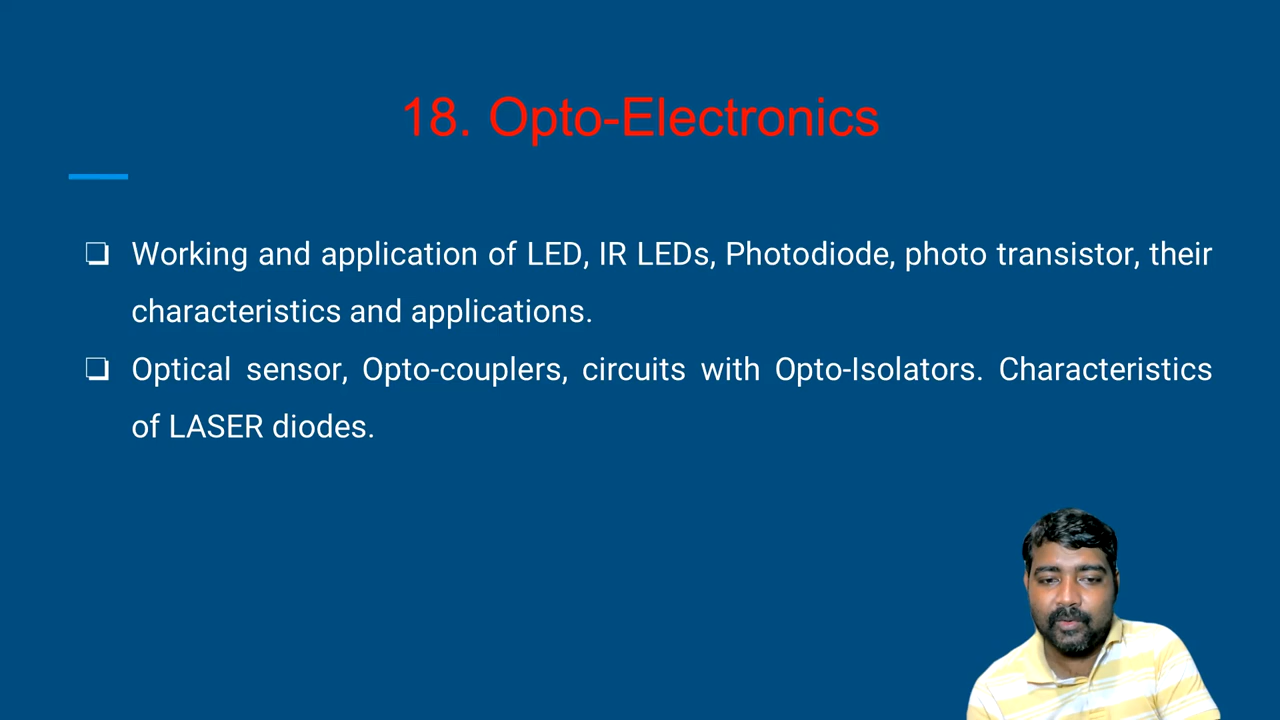 18. Opto-Electronics
❏ Working and application of LED, IR LEDs, Photodiode, photo transistor, their
characteristics and applications.
❏ Optical sensor, Opto-couplers, circuits with Opto-Isolators. Characteristics
of LASER diodes.